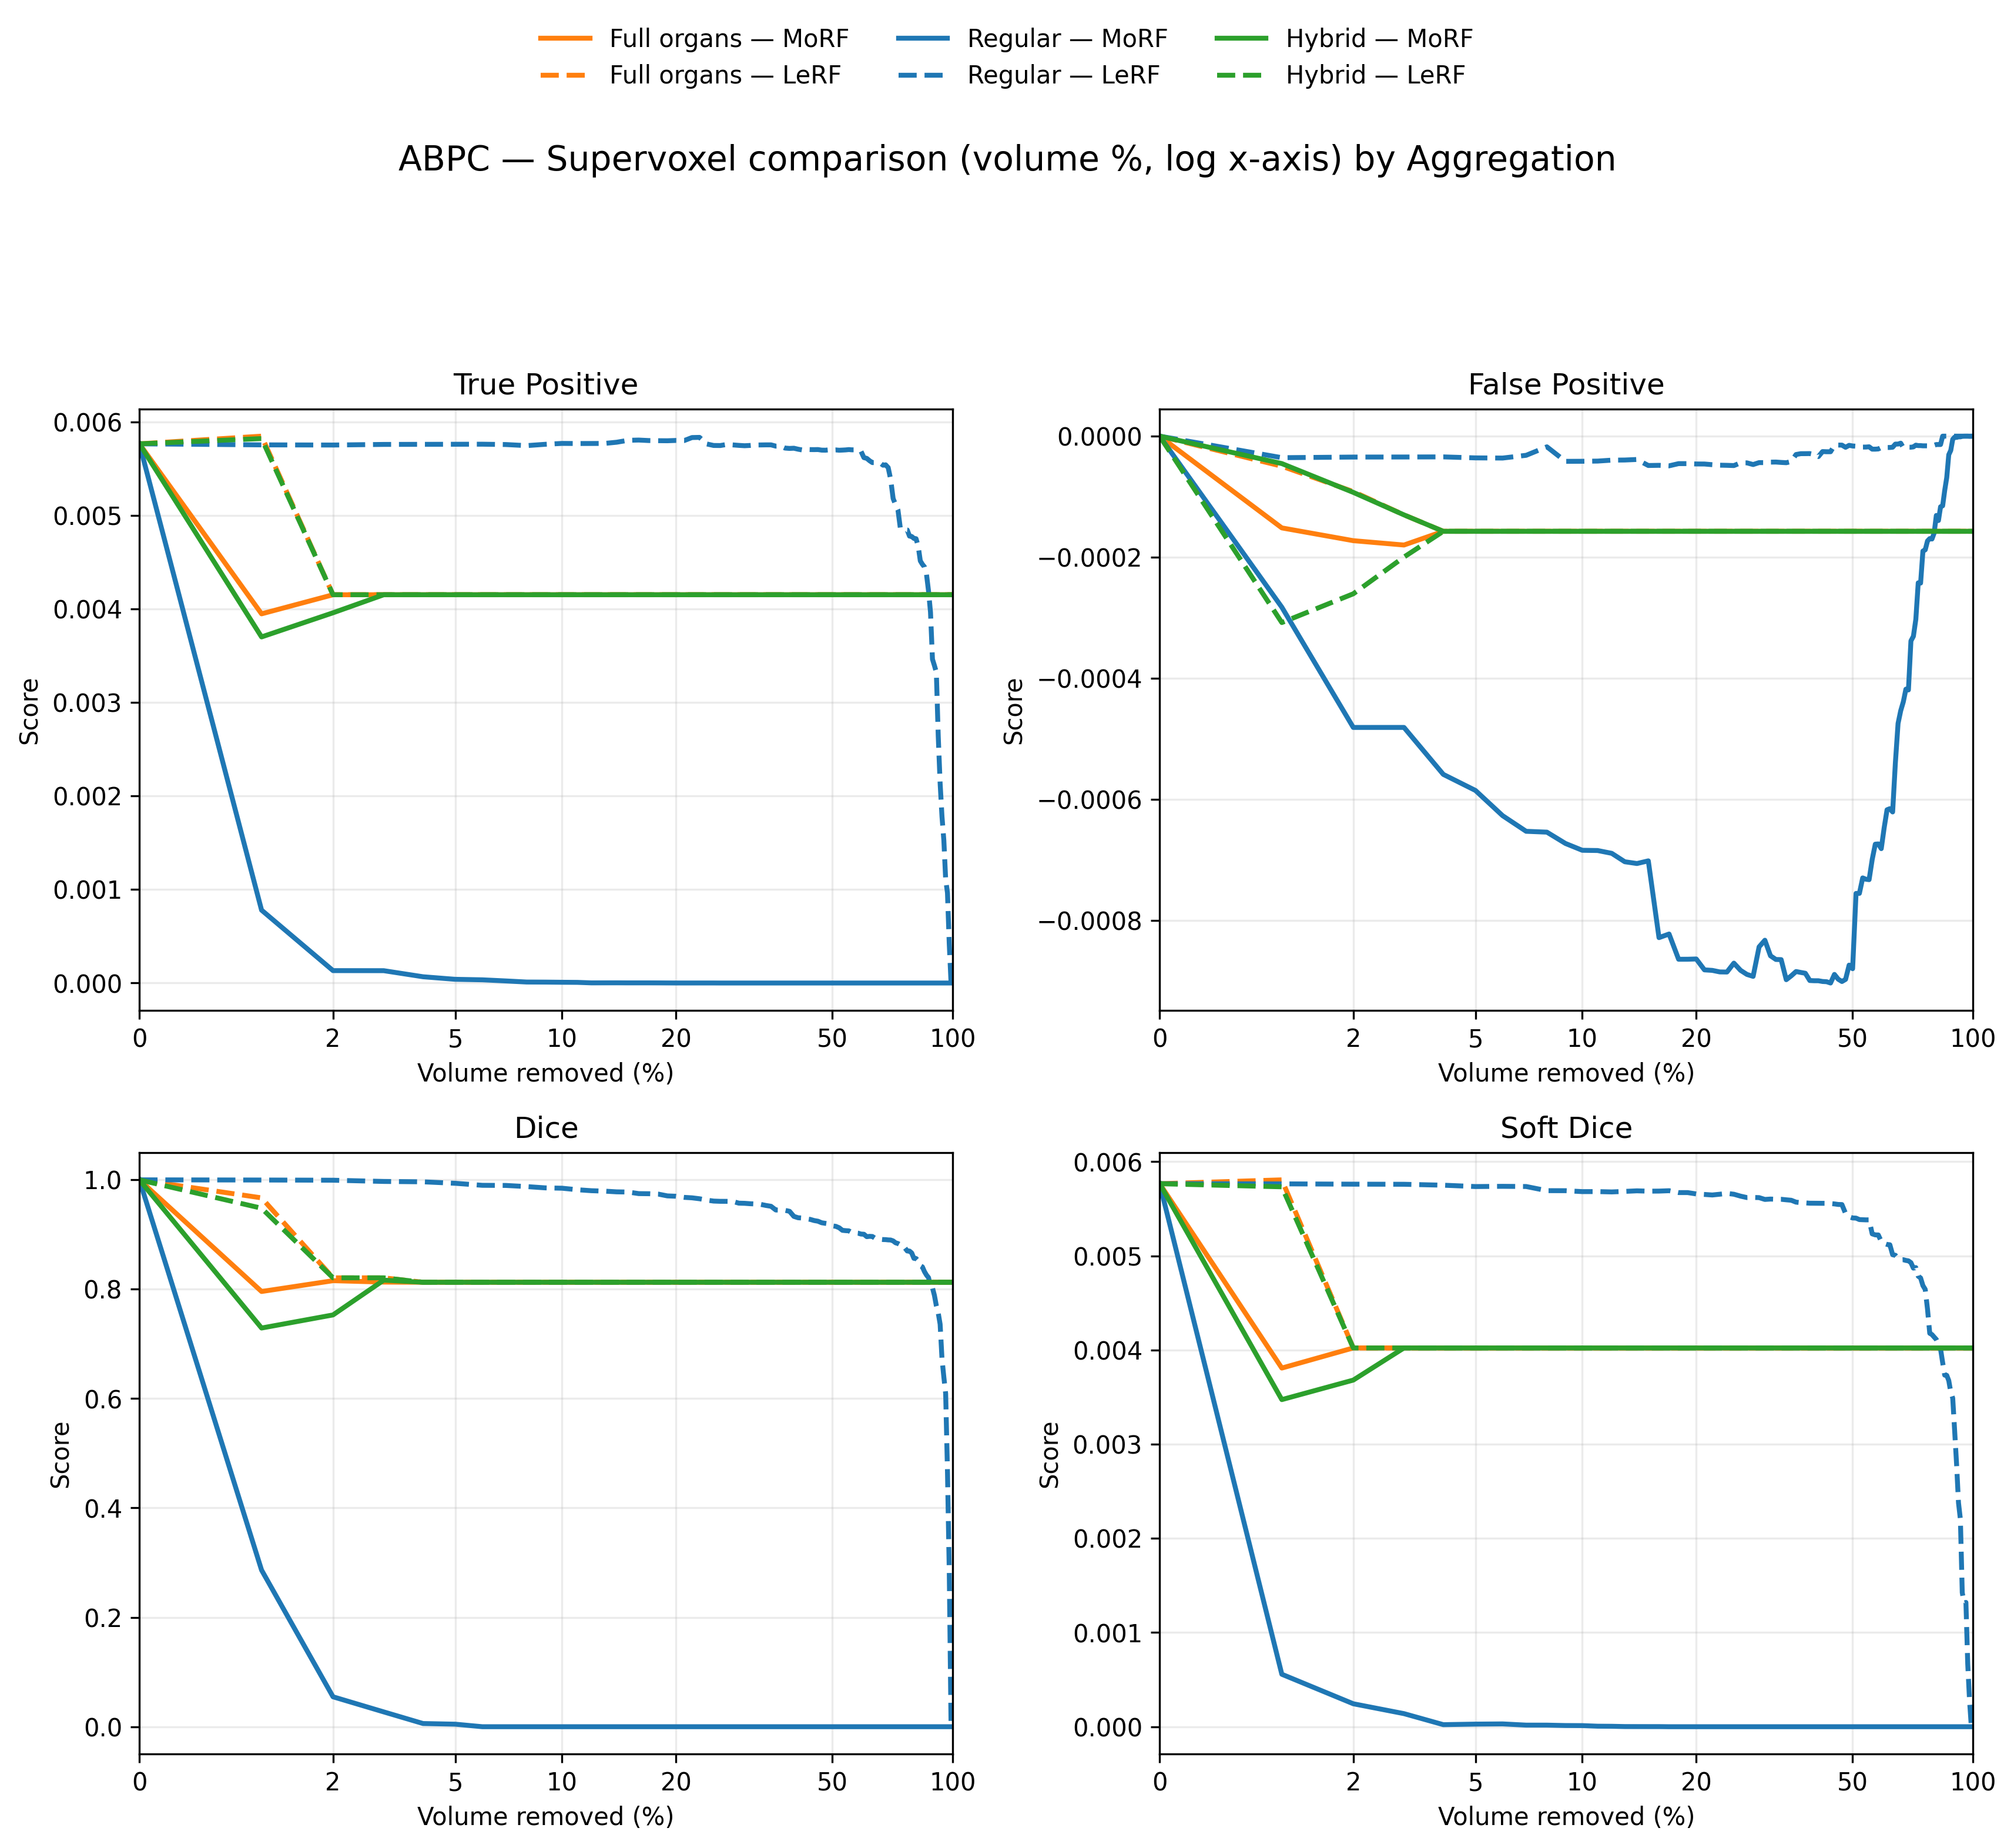 Full organs — MoRF Regular — MoRF Hybrid — MoRF
Full organs — LeRF Regular — LeRF Hybrid — LeRF
ABPC — Supervoxel comparison (volume %, log x-axis) by Aggregation
True Positive
0.006
0.005
0.004
0.003
0.002
0.001
0.000
Score
0 2 5 10 20 50 100
Volume removed (%)
False Positive
0.0000
−0.0002
−0.0004
−0.0006
−0.0008
Score
0 2 5 10 20 50 100
Volume removed (%)
Dice
1.0
0.8
0.6
0.4
0.2
0.0
Score
0 2 5 10 20 50 100
Volume removed (%)
Soft Dice
0.006
0.005
0.004
0.003
0.002
0.001
0.000
Score
0 2 5 10 20 50 100
Volume removed (%)